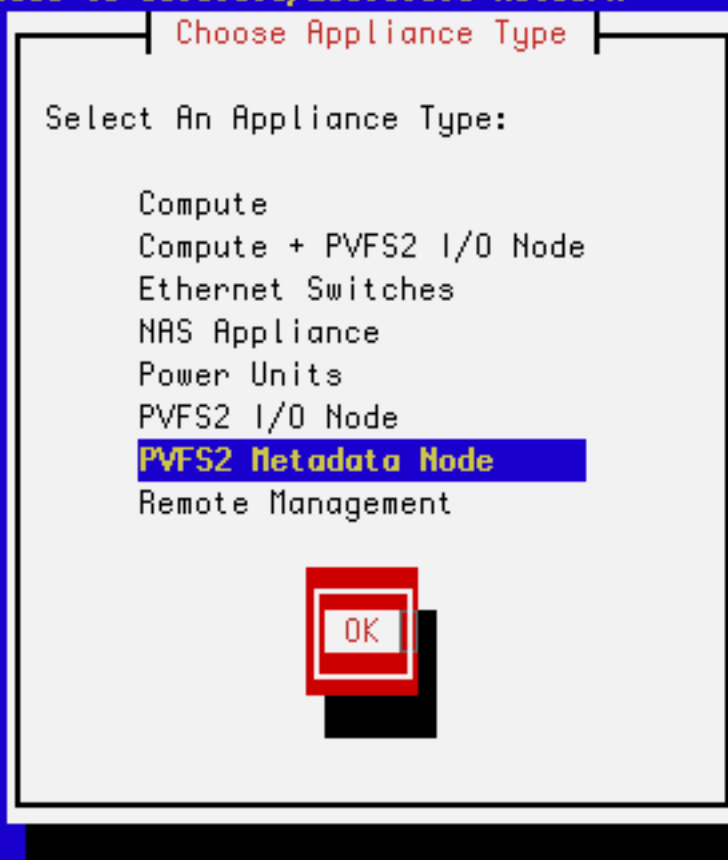 Choose Appliance Type
Select An Appliance Type:
Compute
Compute + PVFS2 I/O Node
Ethernet Switches
NAS Appliance
Power Units
PVFS2 I/O Node
PVFS2 Metadata Node
Remote Management
OK